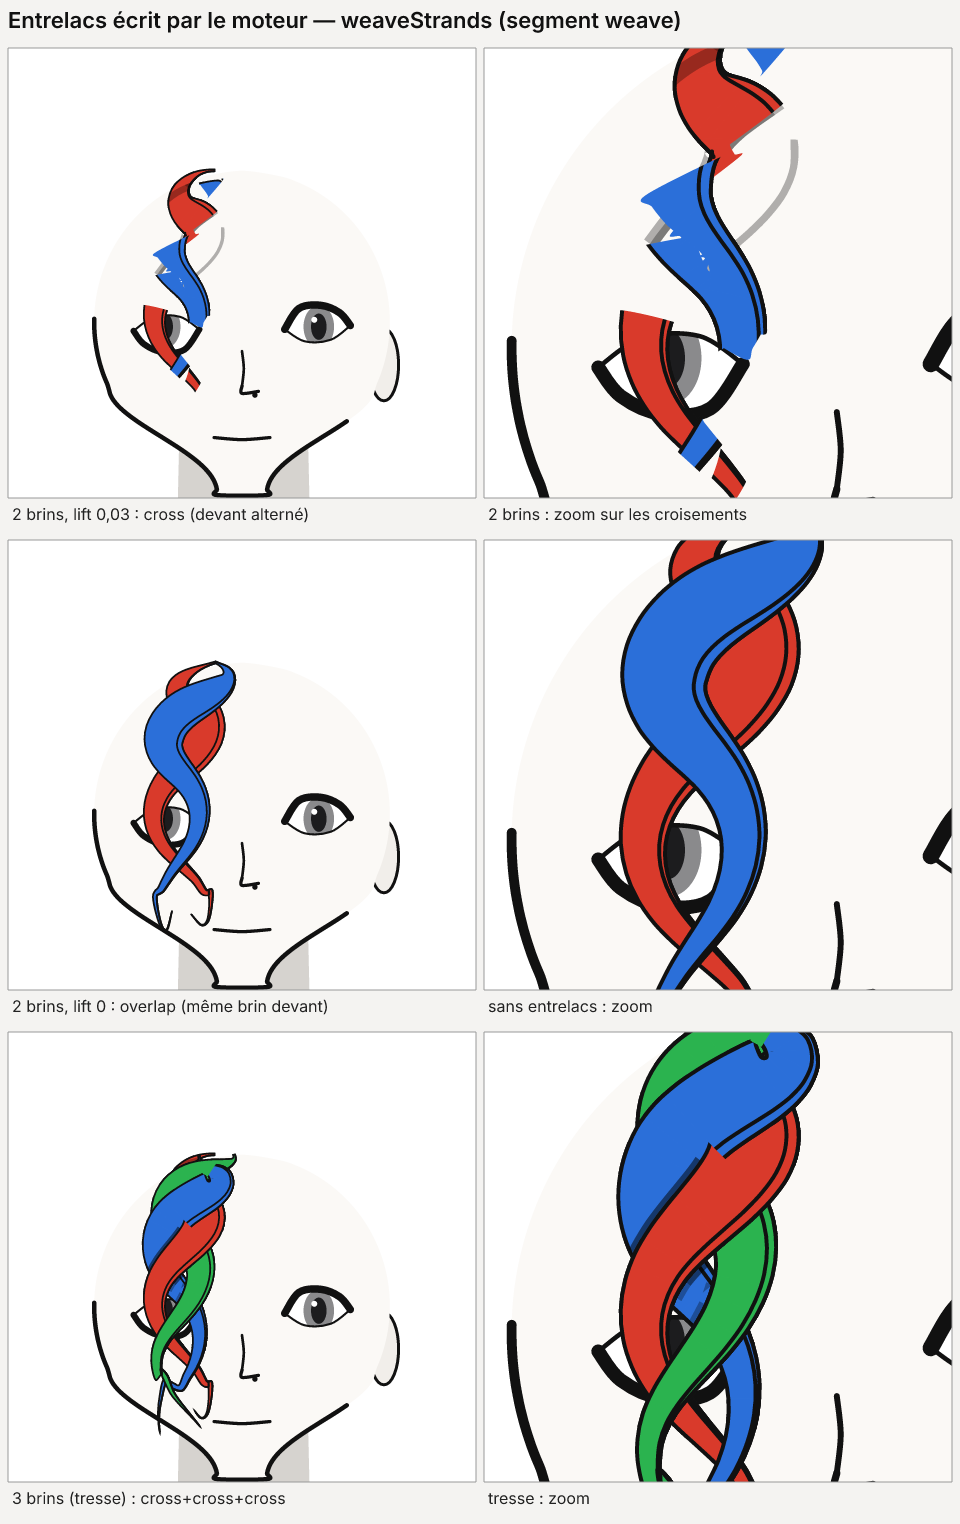 Entrelacs écrit par le moteur — weaveStrands (segment weave)
2 brins, lift 0,03 : cross (devant alterné)
2 brins : zoom sur les croisements
2 brins, lift 0 : overlap (même brin devant)
sans entrelacs : zoom
3 brins (tresse) : cross+cross+cross
tresse : zoom